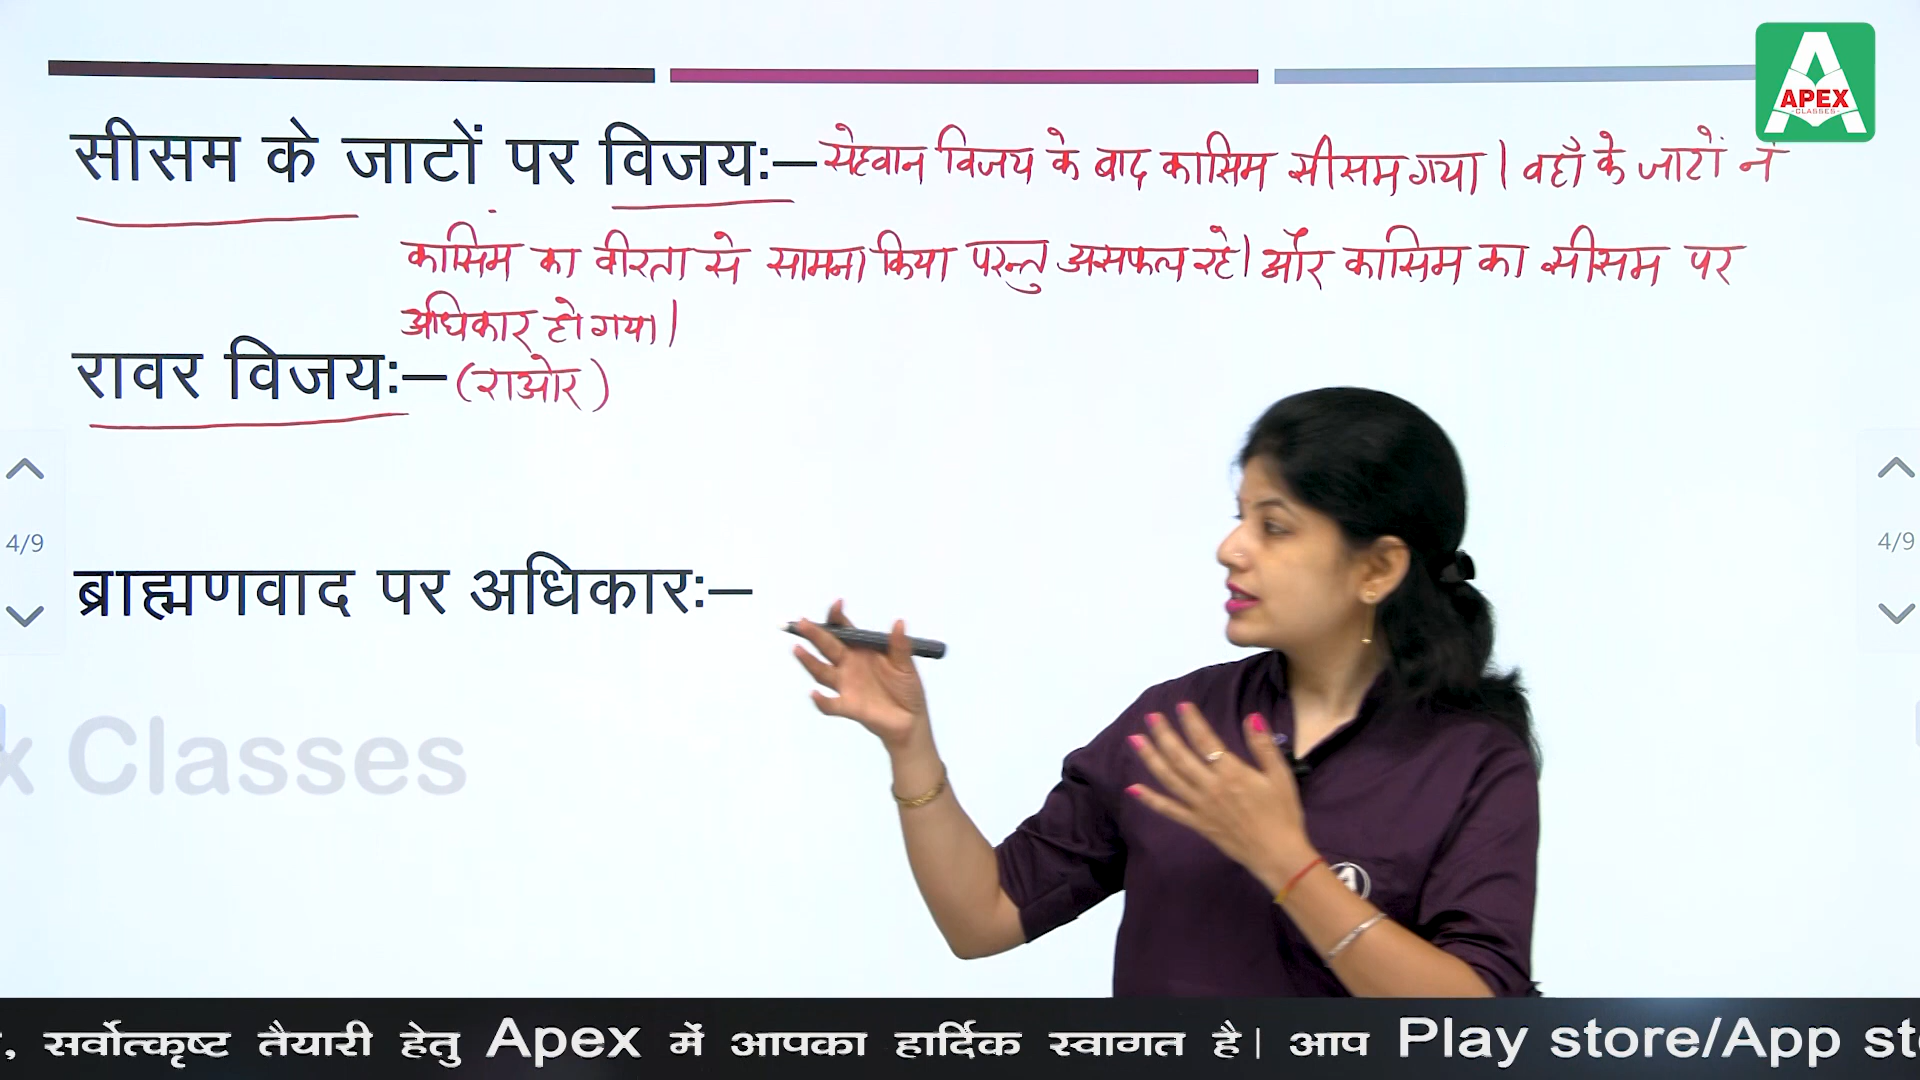 APEX
CLASSES
सीसम के जाटों पर विजयः– सेहवान विजय के बाद कासिम सीसम गया। वहाँ के जाटों ने
कासिम का वीरता से सामना किया परन्तु असफल रहे। और कासिम का सीसम पर
अधिकार हो गया।
रावर विजयः– (राओर)
4/9
4/9
ब्राह्मणवाद पर अधिकारः–
x Classes
A
, सर्वोत्कृष्ट तैयारी हेतु Apex में आपका हार्दिक स्वागत है। आप Play store/App st